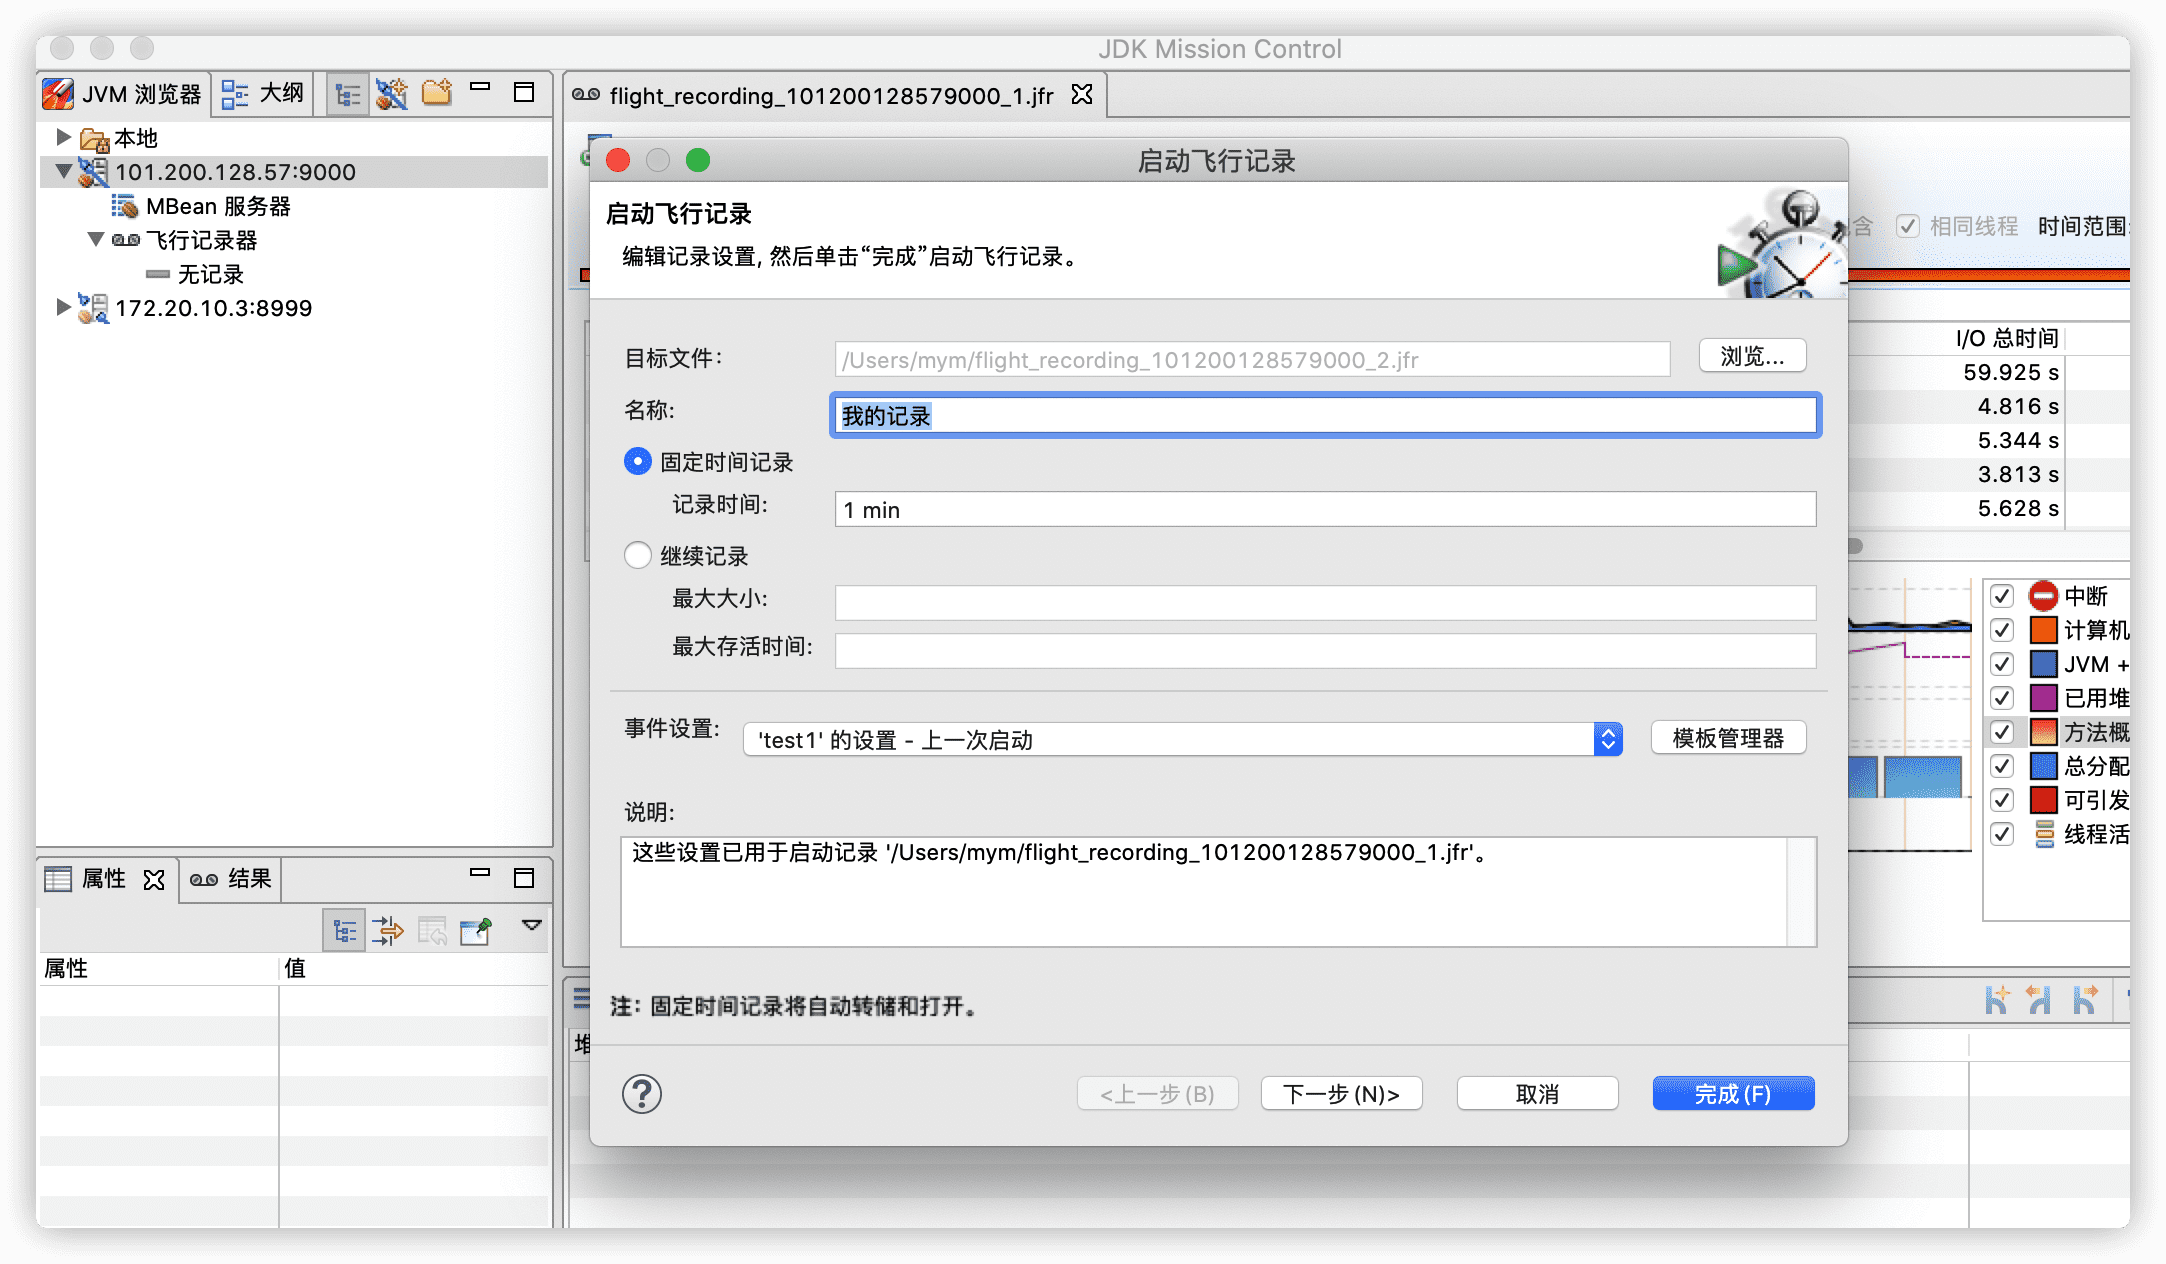 JDK Mission Control
JVM 浏览器
大纲
本地
101.200.128.57:9000
MBean 服务器
飞行记录器
无记录
172.20.10.3:8999
flight_recording_101200128579000_1.jfr
含
相同线程
时间范围:
启动飞行记录
启动飞行记录
编辑记录设置, 然后单击“完成”启动飞行记录。
目标文件:
/Users/mym/flight_recording_101200128579000_2.jfr
浏览...
名称:
我的记录
固定时间记录
记录时间:
1 min
继续记录
最大大小:
最大存活时间:
事件设置:
'test1' 的设置 - 上一次启动
模板管理器
说明:
这些设置已用于启动记录 '/Users/mym/flight_recording_101200128579000_1.jfr'。
注: 固定时间记录将自动转储和打开。
?
<上一步(B)
下一步(N)>
取消
完成(F)
I/O 总时间
59.925 s
4.816 s
5.344 s
3.813 s
5.628 s
中断
计算机
JVM +
已用堆
方法概
总分配
可引发
线程活
属性
结果
属性
值
堆